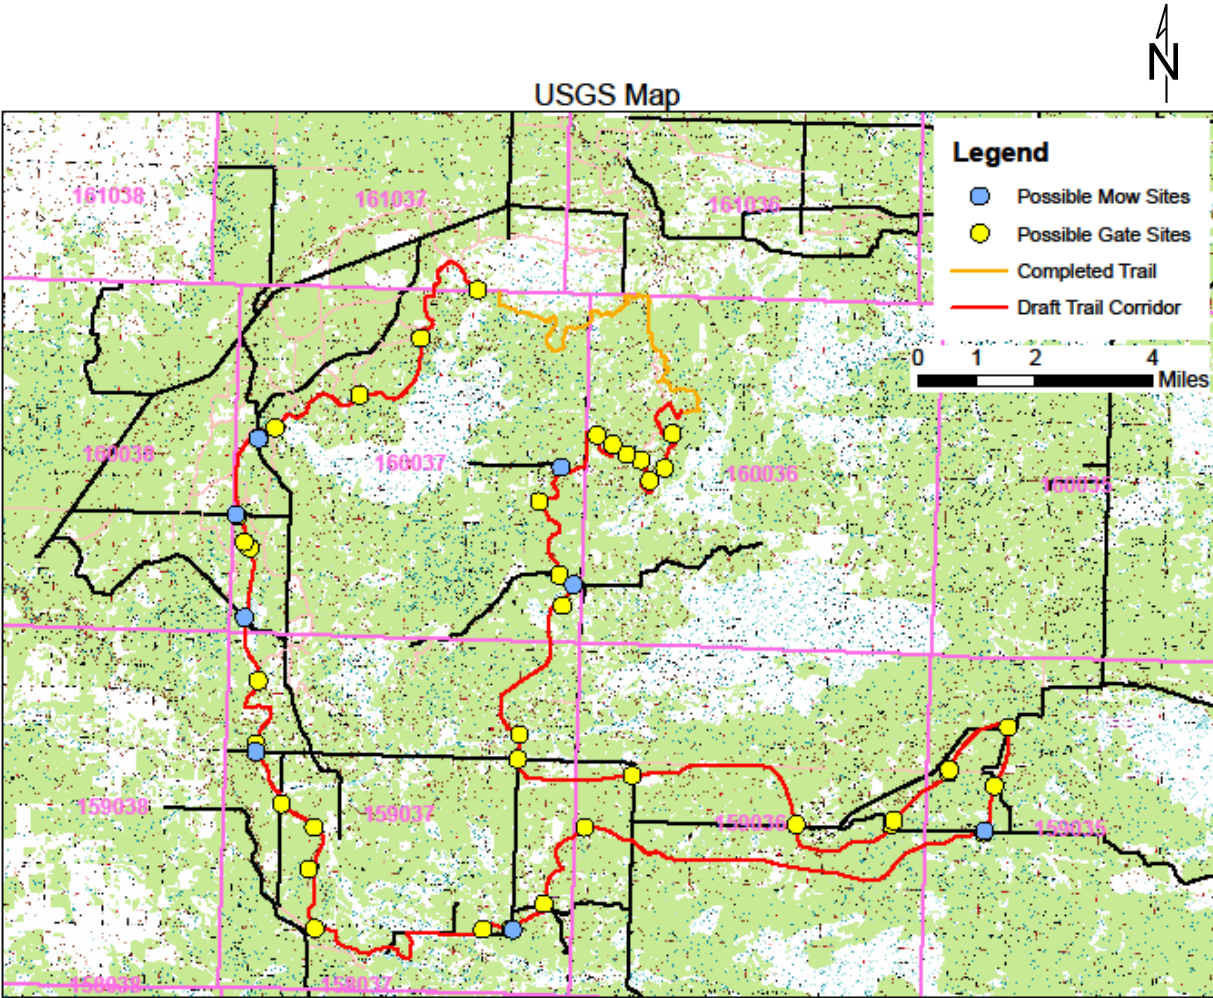 N
USGS Map
Legend
Possible Mow Sites
Possible Gate Sites
Completed Trail
Draft Trail Corridor
0 1 2 4
Miles
161038
161037
161036
160038
160037
160036
160035
159038
159037
159036
159035
158038
158037